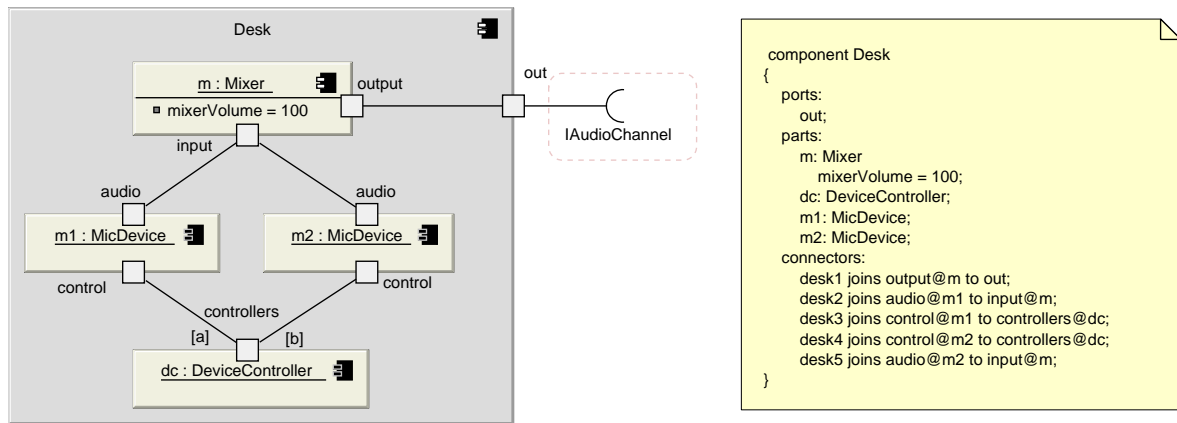 Desk
m : Mixer
mixerVolume = 100
output
out
IAudioChannel
input
audio
audio
m1 : MicDevice
m2 : MicDevice
control
control
controllers
[a]
[b]
dc : DeviceController
component Desk
{
ports:
out;
parts:
m: Mixer
mixerVolume = 100;
dc: DeviceController;
m1: MicDevice;
m2: MicDevice;
connectors:
desk1 joins output@m to out;
desk2 joins audio@m1 to input@m;
desk3 joins control@m1 to controllers@dc;
desk4 joins control@m2 to controllers@dc;
desk5 joins audio@m2 to input@m;
}